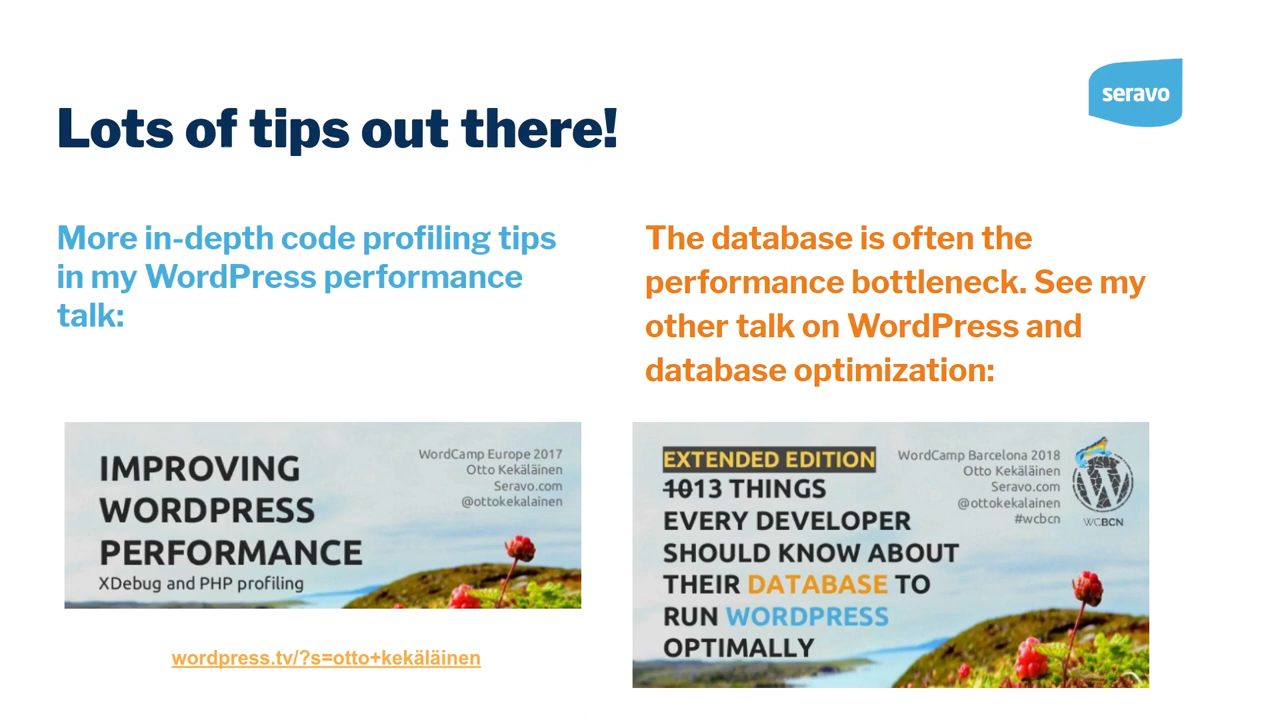 seravo
Lots of tips out there!
More in-depth code profiling tips
in my WordPress performance
talk:
IMPROVING
WORDPRESS
PERFORMANCE
XDebug and PHP profiling
WordCamp Europe 2017
Otto Kekäläinen
Seravo.com
@ottokekalainen
wordpress.tv/?s=otto+kekäläinen
The database is often the
performance bottleneck. See my
other talk on WordPress and
database optimization:
EXTENDED EDITION
1013 THINGS
EVERY DEVELOPER
SHOULD KNOW ABOUT
THEIR DATABASE TO
RUN WORDPRESS
OPTIMALLY
WordCamp Barcelona 2018
Otto Kekäläinen
Seravo.com
@ottokekalainen
#wcbcn
WCBCN